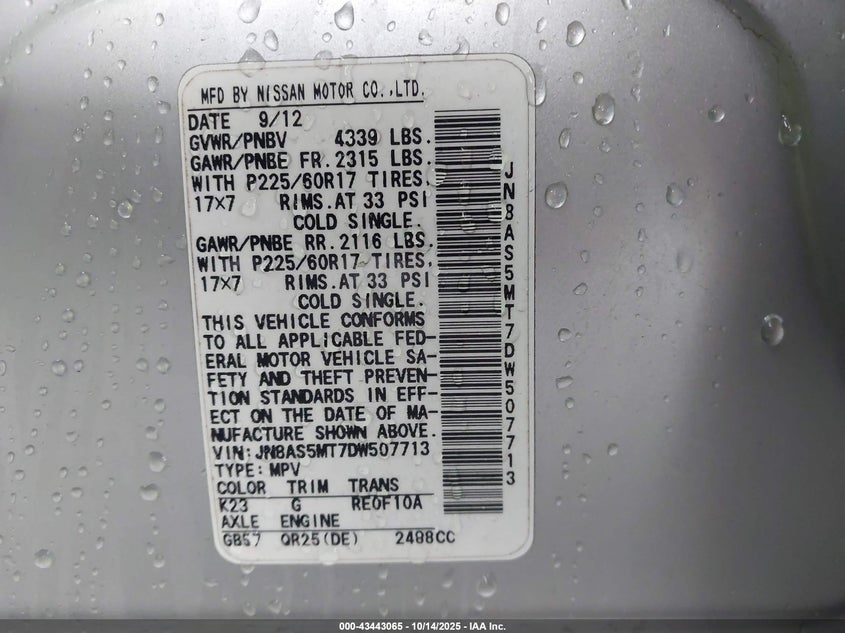 MFD BY NISSAN MOTOR CO.,LTD.
DATE 9/12
GVWR/PNBV 4339 LBS.
GAWR/PNBE FR.2315 LBS.
WITH P225/60R17 TIRES.
17×7 RIMS.AT 33 PSI
COLD SINGLE.
GAWR/PNBE RR.2116 LBS.
WITH P225/60R17 TIRES.
17×7 RIMS.AT 33 PSI
COLD SINGLE.
THIS VEHICLE CONFORMS
TO ALL APPLICABLE FED-
ERAL MOTOR VEHICLE SA-
FETY AND THEFT PREVEN-
TION STANDARDS IN EFF-
ECT ON THE DATE OF MA-
NUFACTURE SHOWN ABOVE.
VIN:JN8AS5MT7DW507713
TYPE:MPV
COLOR TRIM TRANS
K23 G RE0F10A
AXLE ENGINE
GB57 QR25(DE) 2488CC
JN8AS5MT7DW507713
000-43443065 - 10/14/2025 - IAA Inc.